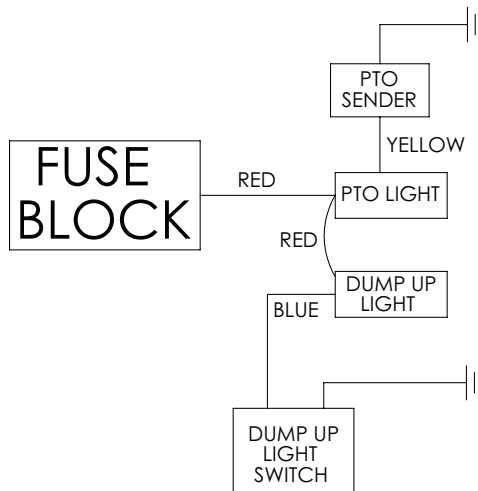 PTO
SENDER
YELLOW
FUSE
BLOCK
RED
PTO LIGHT
RED
DUMP UP
LIGHT
BLUE
DUMP UP
LIGHT
SWITCH